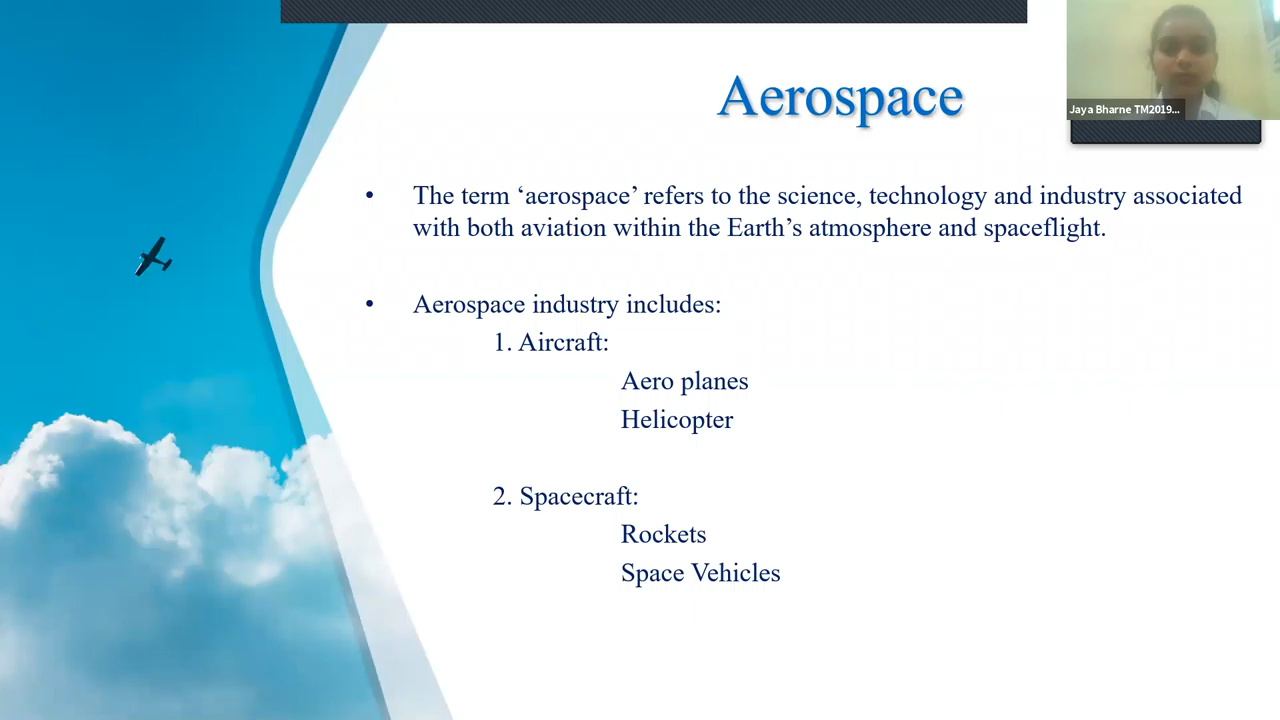 Aerospace
Jaya Bharne TM2019...
• The term ‘aerospace’ refers to the science, technology and industry associated
with both aviation within the Earth’s atmosphere and spaceflight.
• Aerospace industry includes:
1. Aircraft:
Aero planes
Helicopter
2. Spacecraft:
Rockets
Space Vehicles